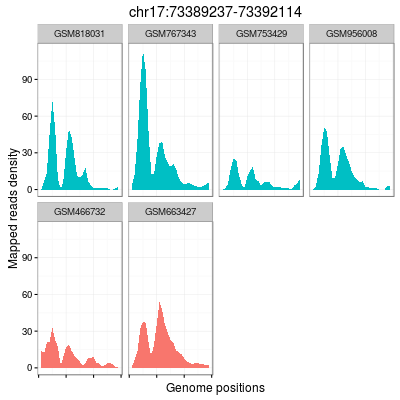 chr17:73389237-73392114
GSM818031 GSM767343 GSM753429 GSM956008
90
60
30
0
Mapped reads density
GSM466732 GSM663427
90
60
30
0
Genome positions